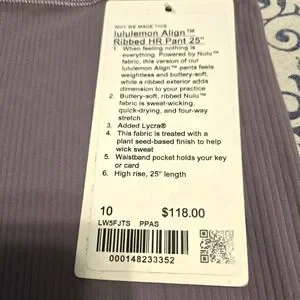 WHY WE MADE THIS
lululemon Align™
Ribbed HR Pant 25"
1. When feeling nothing is
everything. Powered by Nulu™
fabric, this version of our
lululemon Align™ pants feels
weightless and buttery-soft,
while a ribbed exterior adds
dimension to your practice
2. Buttery-soft, ribbed Nulu™
fabric is sweat-wicking,
quick-drying, and four-way
stretch
3. Added Lycra®
4. This fabric is treated with a
plant seed-based finish to help
wick sweat
5. Waistband pocket holds your
key or card
6. High rise, 25" length
10 $118.00
LW5FJTS PPAS
000148233352